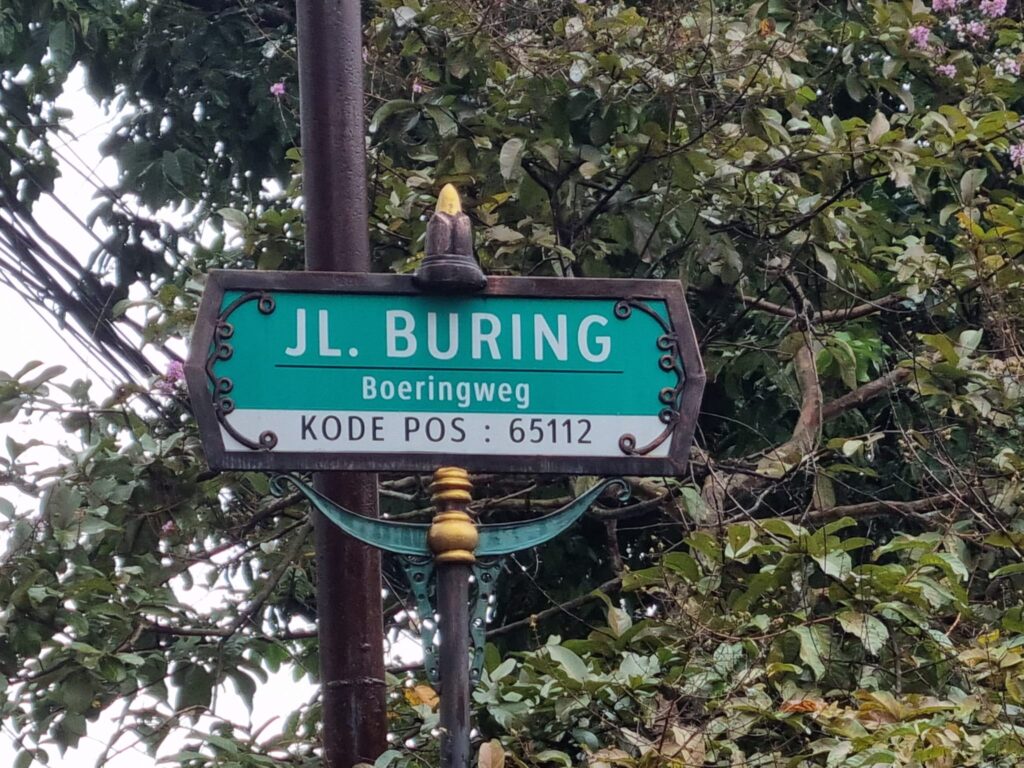 JL. BURING
Boeringweg
KODE POS : 65112